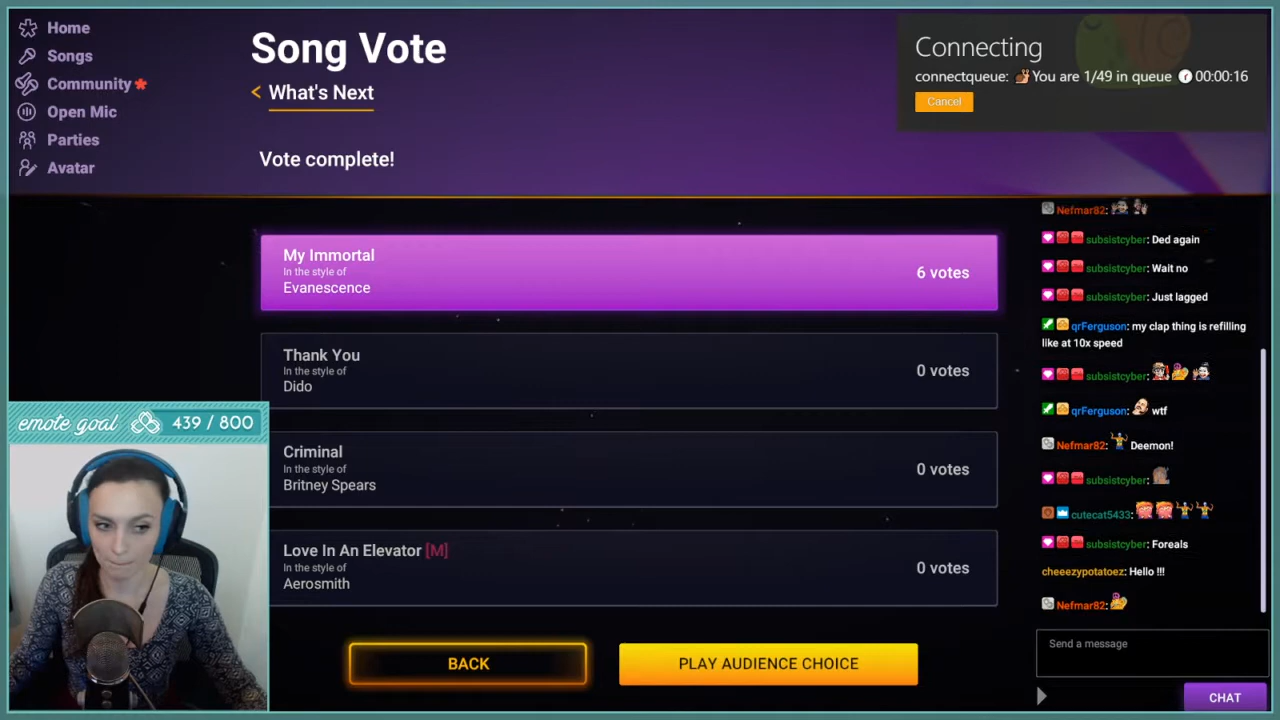 Home
Songs
Community
Open Mic
Parties
Avatar
Song Vote
< What's Next
Vote complete!
Connecting
connectqueue: You are 1/49 in queue 00:00:16
Cancel
My Immortal
In the style of
Evanescence
6 votes
Thank You
In the style of
Dido
0 votes
Criminal
In the style of
Britney Spears
0 votes
Love In An Elevator [M]
In the style of
Aerosmith
0 votes
BACK
PLAY AUDIENCE CHOICE
emote goal 439 / 800
Nefmar82:
subsistcyber: Ded again
subsistcyber: Wait no
subsistcyber: Just lagged
qrFerguson: my clap thing is refilling
like at 10x speed
subsistcyber:
qrFerguson: wtf
Nefmar82: Deemon!
subsistcyber:
cutecat5433:
subsistcyber: Foreals
cheeezypotatoez: Hello !!!
Nefmar82:
Send a message
CHAT